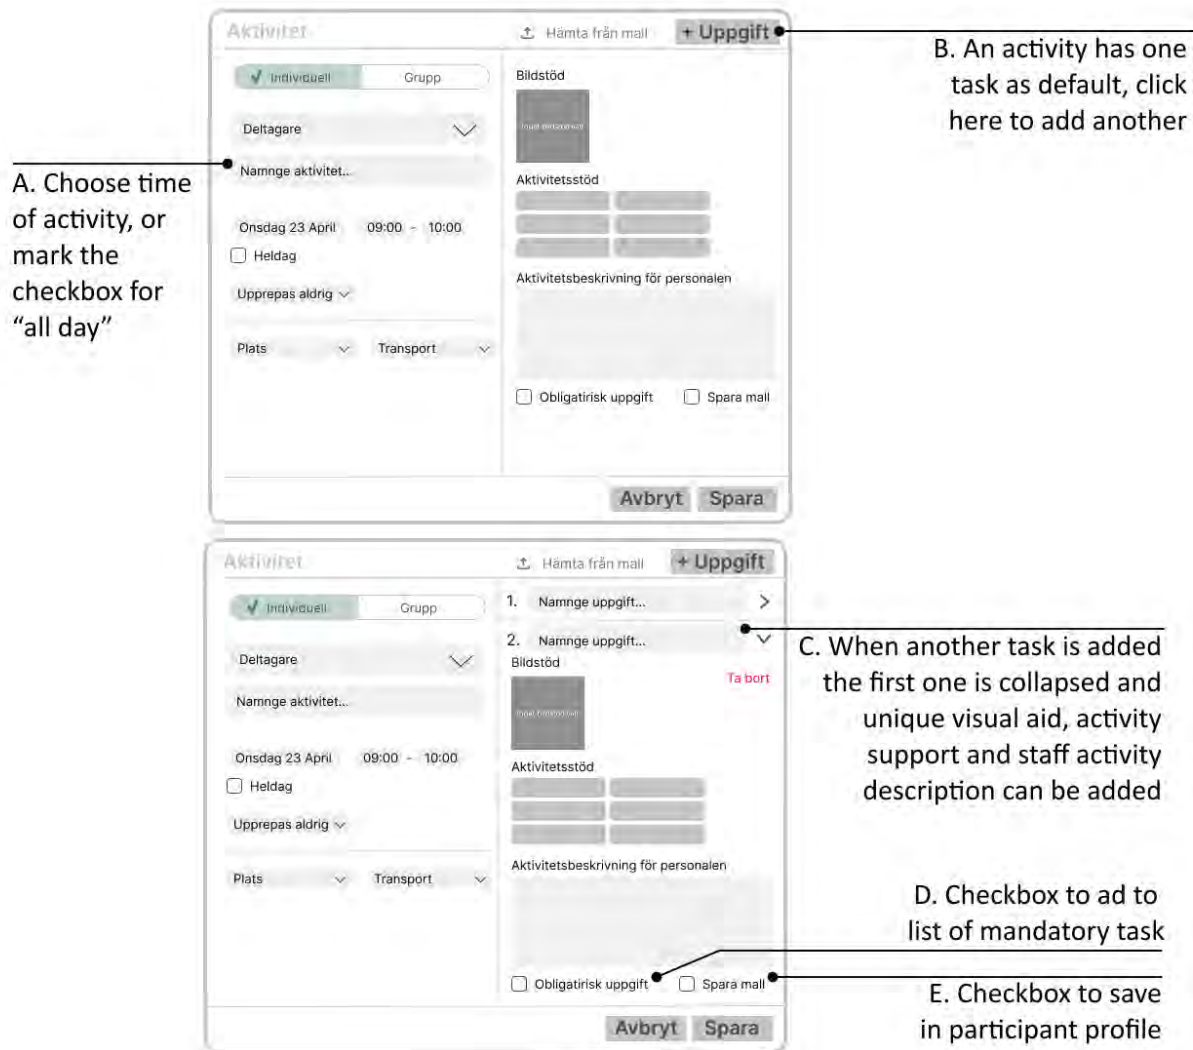 Aktivitet
Hämta från mall
+ Uppgift
Individuell
Grupp
Deltagare
Namnge aktivitet...
Onsdag 23 April 09:00 - 10:00
Heldag
Upprepas aldrig
Plats
Transport
Bildstöd
Aktivitetsstöd
Aktivitetsbeskrivning för personalen
Obligatirisk uppgift
Spara mall
Avbryt
Spara
A. Choose time
of activity, or
mark the
checkbox for
“all day”
B. An activity has one
task as default, click
here to add another
Aktivitet
Hämta från mall
+ Uppgift
Individuell
Grupp
Deltagare
Namnge aktivitet...
Onsdag 23 April 09:00 - 10:00
Heldag
Upprepas aldrig
Plats
Transport
1. Namnge uppgift...
2. Namnge uppgift...
Bildstöd
Ta bort
Aktivitetsstöd
Aktivitetsbeskrivning för personalen
Obligatirisk uppgift
Spara mall
Avbryt
Spara
C. When another task is added
the first one is collapsed and
unique visual aid, activity
support and staff activity
description can be added
D. Checkbox to ad to
list of mandatory task
E. Checkbox to save
in participant profile